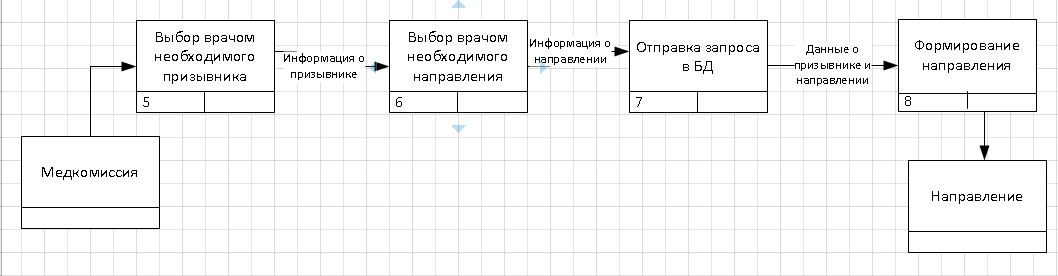 Выбор врачом
необходимого
призывника
5
Информация о
призывнике
Выбор врачом
необходимого
направления
6
Информация о
направлении
Отправка запроса
в БД
7
Данные о
призывнике и
направлении
Формирование
направления
8
Медкомиссия
Направление